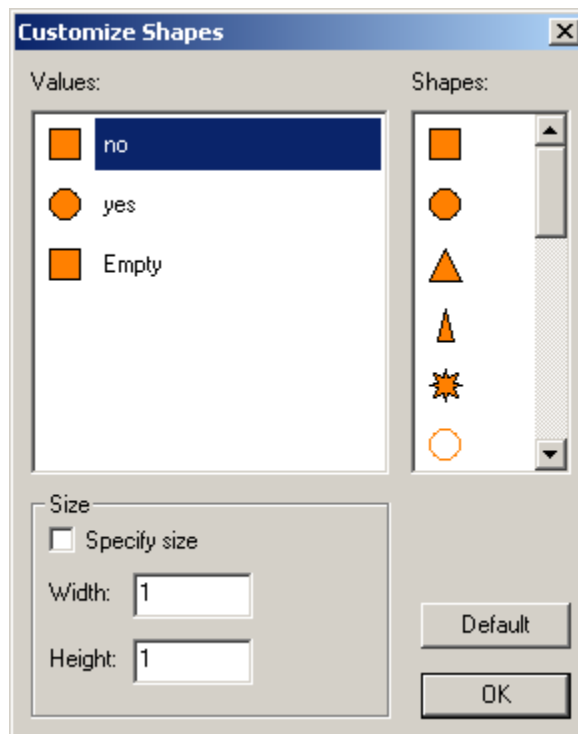 Customize Shapes
Values:
Shapes:
no
yes
Empty
Size
Specify size
Width: 1
Height: 1
Default
OK